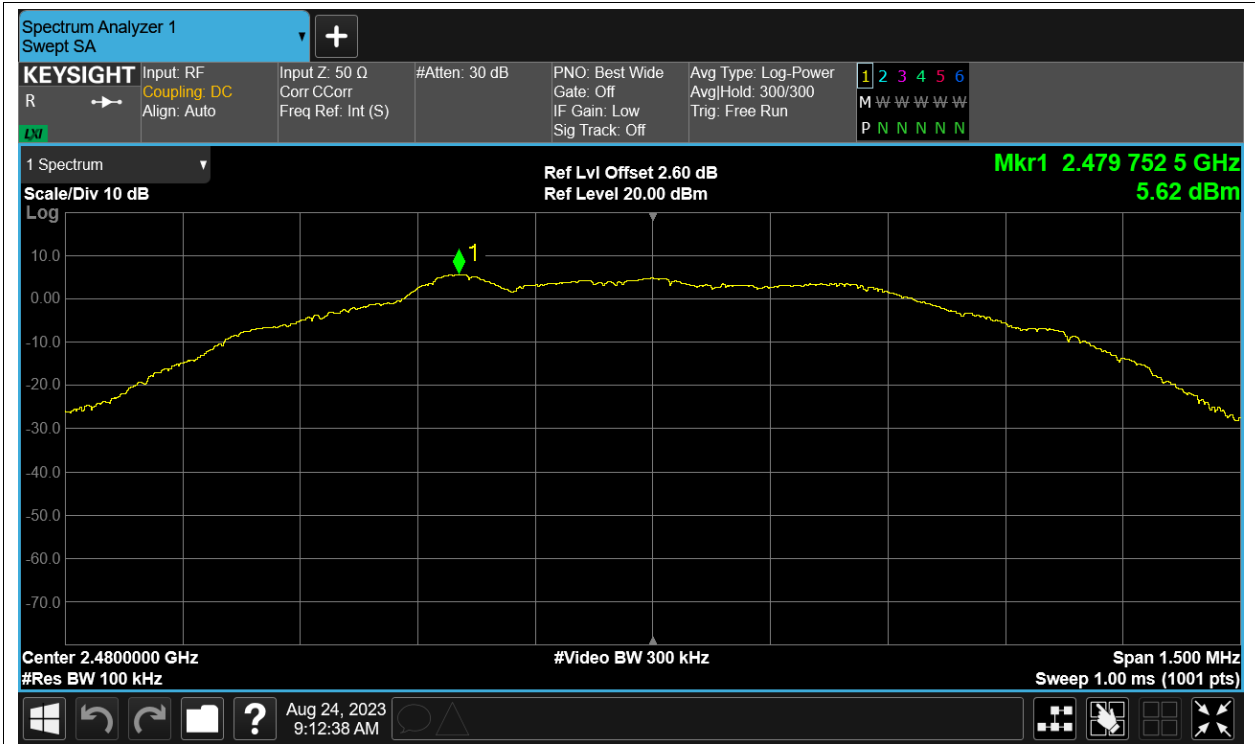 Spectrum Analyzer 1
Swept SA
+
KEYSIGHT
R
LXI
Input: RF
Coupling: DC
Align: Auto
Input Z: 50 Ω
Corr CCorr
Freq Ref: Int (S)
#Atten: 30 dB
PNO: Best Wide
Gate: Off
IF Gain: Low
Sig Track: Off
Avg Type: Log-Power
Avg|Hold: 300/300
Trig: Free Run
1 2 3 4 5 6
M W W W W W
P N N N N N
1 Spectrum
Scale/Div 10 dB
Log
Ref Lvl Offset 2.60 dB
Ref Level 20.00 dBm
Mkr1 2.479 752 5 GHz
5.62 dBm
1
10.0
0.00
-10.0
-20.0
-30.0
-40.0
-50.0
-60.0
-70.0
Center 2.4800000 GHz
#Res BW 100 kHz
#Video BW 300 kHz
Span 1.500 MHz
Sweep 1.00 ms (1001 pts)
?
Aug 24, 2023
9:12:38 AM